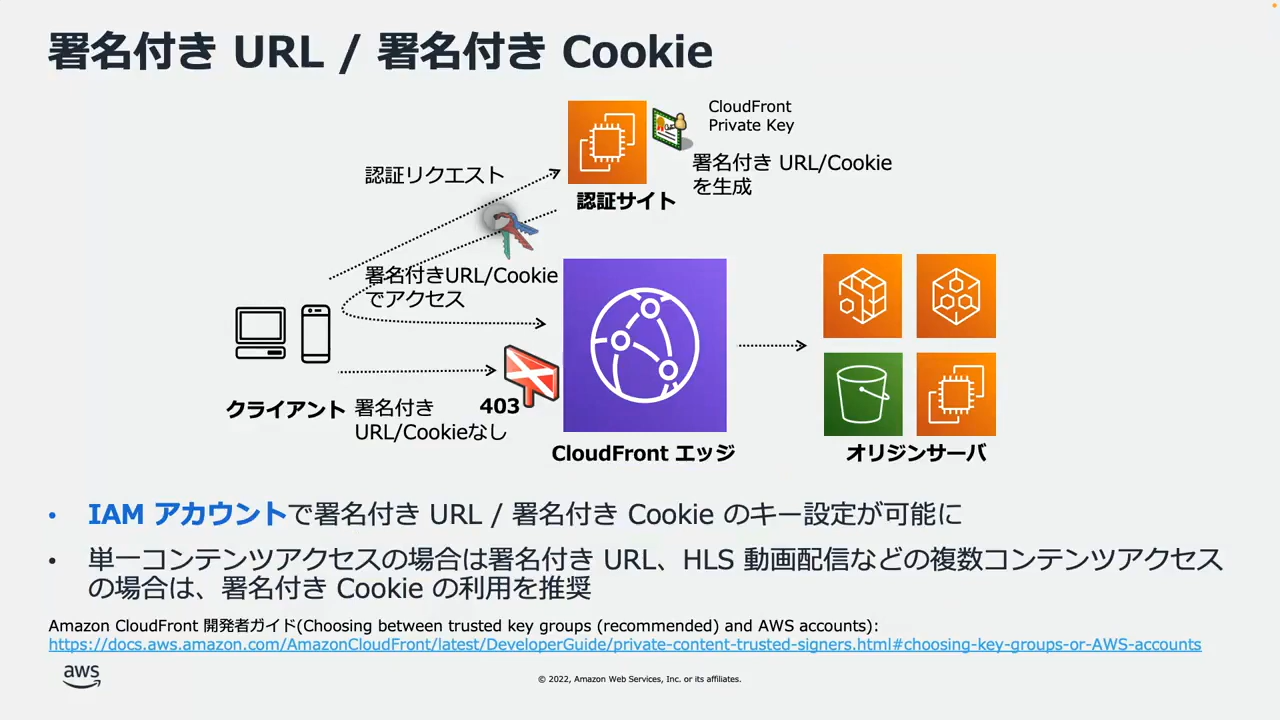 署名付き URL / 署名付き Cookie
CloudFront
Private Key
署名付き URL/Cookie
を生成
認証リクエスト
認証サイト
署名付きURL/Cookie
でアクセス
クライアント
署名付き
URL/Cookieなし
403
CloudFront エッジ
オリジンサーバ
• IAM アカウントで署名付き URL / 署名付き Cookie のキー設定が可能に
• 単一コンテンツアクセスの場合は署名付き URL、HLS 動画配信などの複数コンテンツアクセス
の場合は、署名付き Cookie の利用を推奨
Amazon CloudFront 開発者ガイド(Choosing between trusted key groups (recommended) and AWS accounts):
https://docs.aws.amazon.com/AmazonCloudFront/latest/DeveloperGuide/private-content-trusted-signers.html#choosing-key-groups-or-AWS-accounts
aws
© 2022, Amazon Web Services, Inc. or its affiliates.